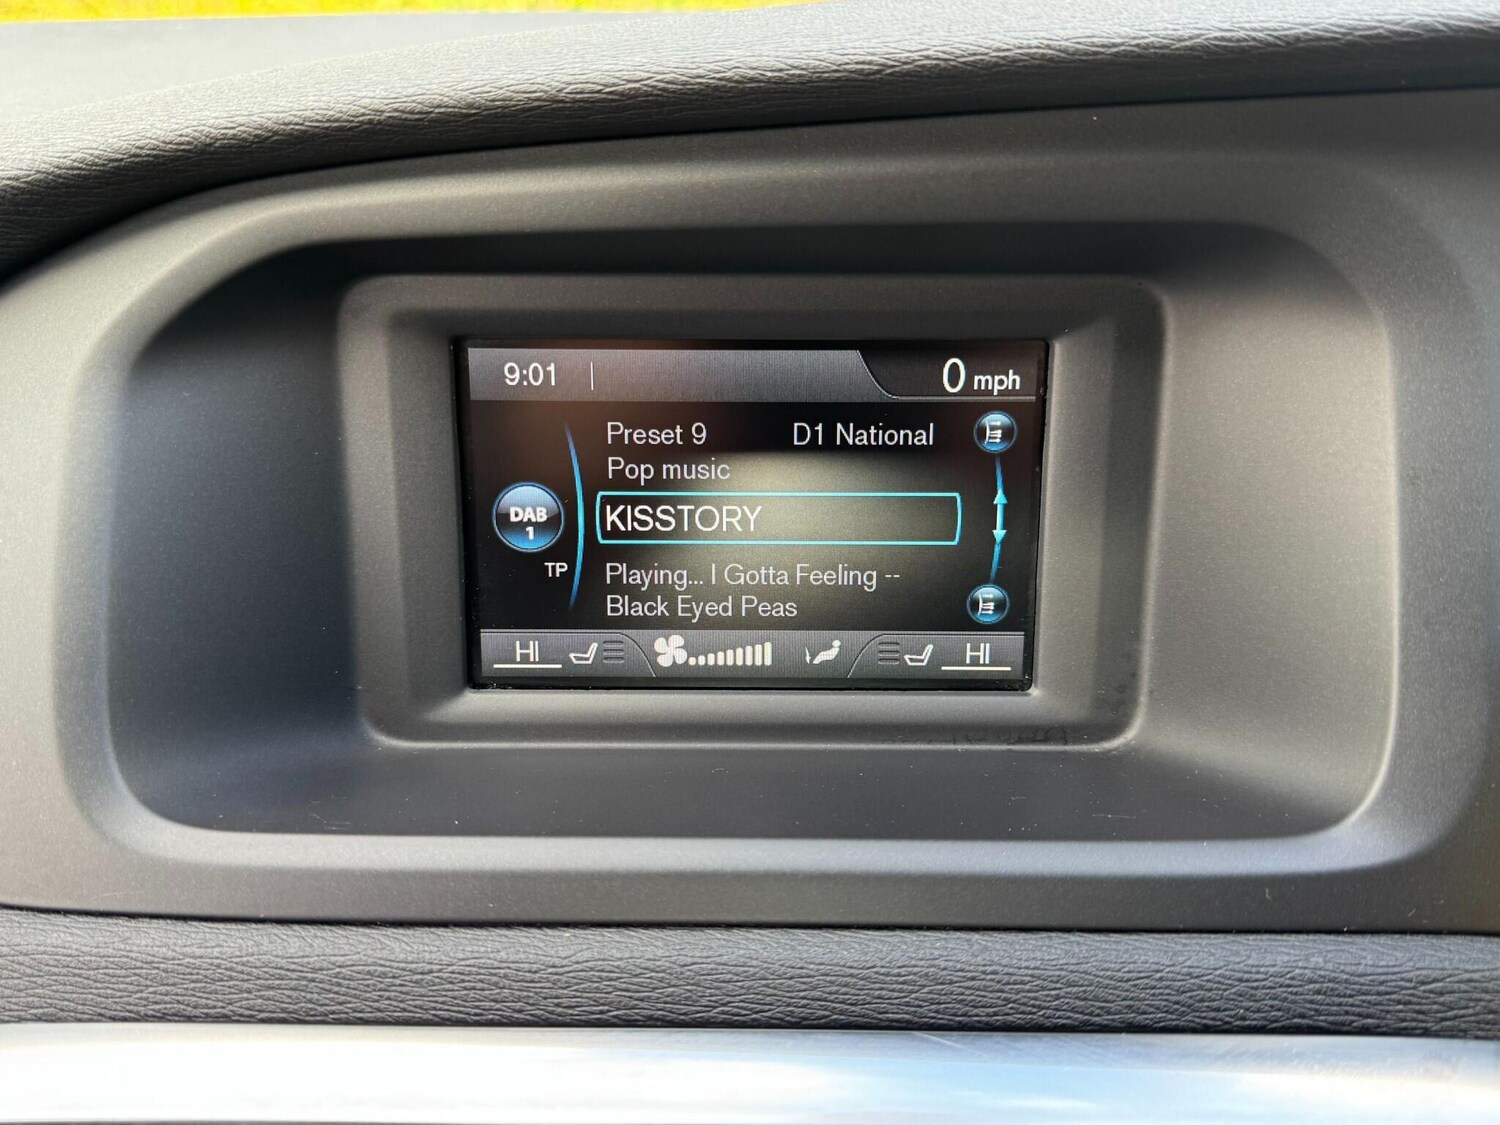 9:01
0 mph
Preset 9 D1 National
Pop music
DAB
1
KISSTORY
TP
Playing... I Gotta Feeling --
Black Eyed Peas
HI HI